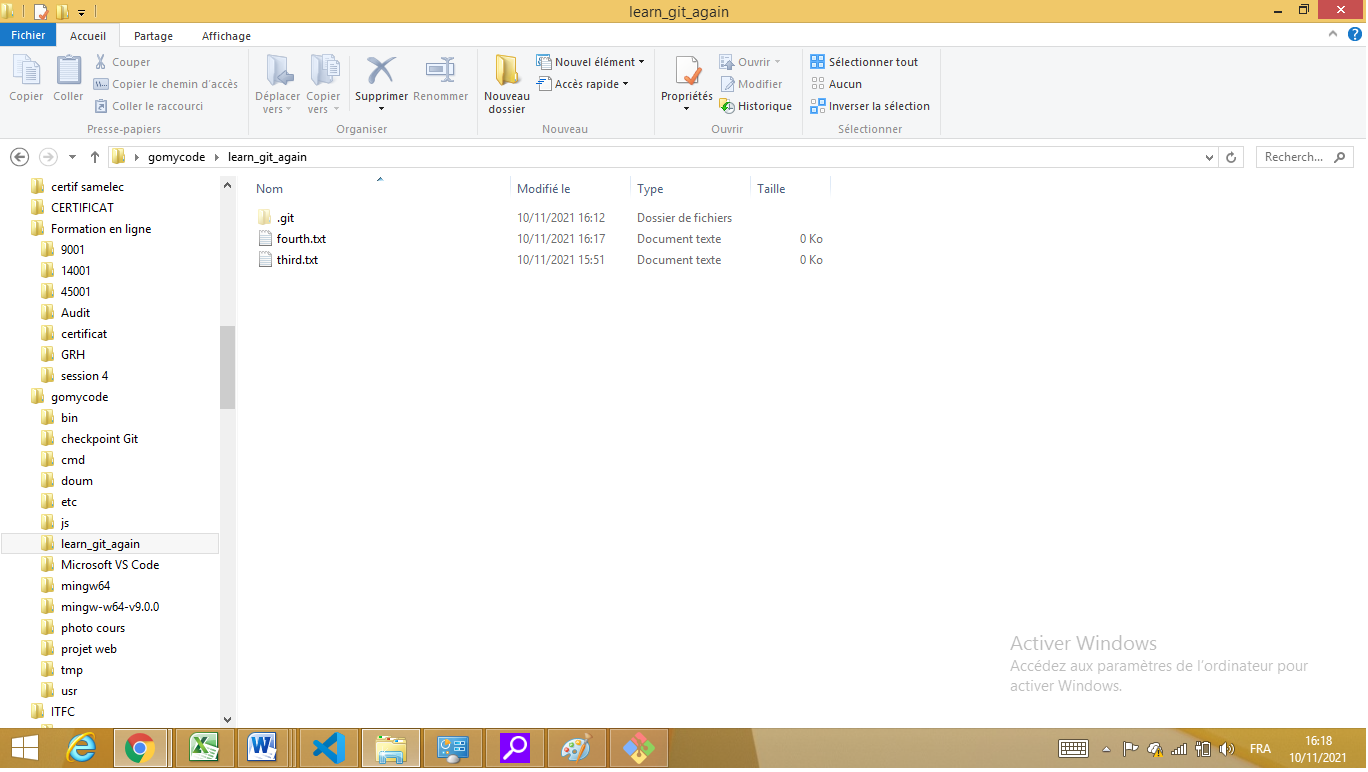 learn_git_again
Fichier Accueil Partage Affichage
Copier Coller Couper Copier le chemin d'accès Coller le raccourci
Déplacer vers Copier vers Supprimer Renommer
Nouveau dossier Nouvel élément Accès rapide
Propriétés Ouvrir Modifier Historique
Sélectionner tout Aucun Inverser la sélection
Presse-papiers Organiser Nouveau Ouvrir Sélectionner
gomycode learn_git_again Recherch...
certif samelec
CERTIFICAT
Formation en ligne
9001
14001
45001
Audit
certificat
GRH
session 4
gomycode
bin
checkpoint Git
cmd
doum
etc
js
learn_git_again
Microsoft VS Code
mingw64
mingw-w64-v9.0.0
photo cours
projet web
tmp
usr
ITFC
Nom Modifié le Type Taille
.git 10/11/2021 16:12 Dossier de fichiers
fourth.txt 10/11/2021 16:17 Document texte 0 Ko
third.txt 10/11/2021 15:51 Document texte 0 Ko
Activer Windows
Accédez aux paramètres de l'ordinateur pour
activer Windows.
FRA
16:18
10/11/2021